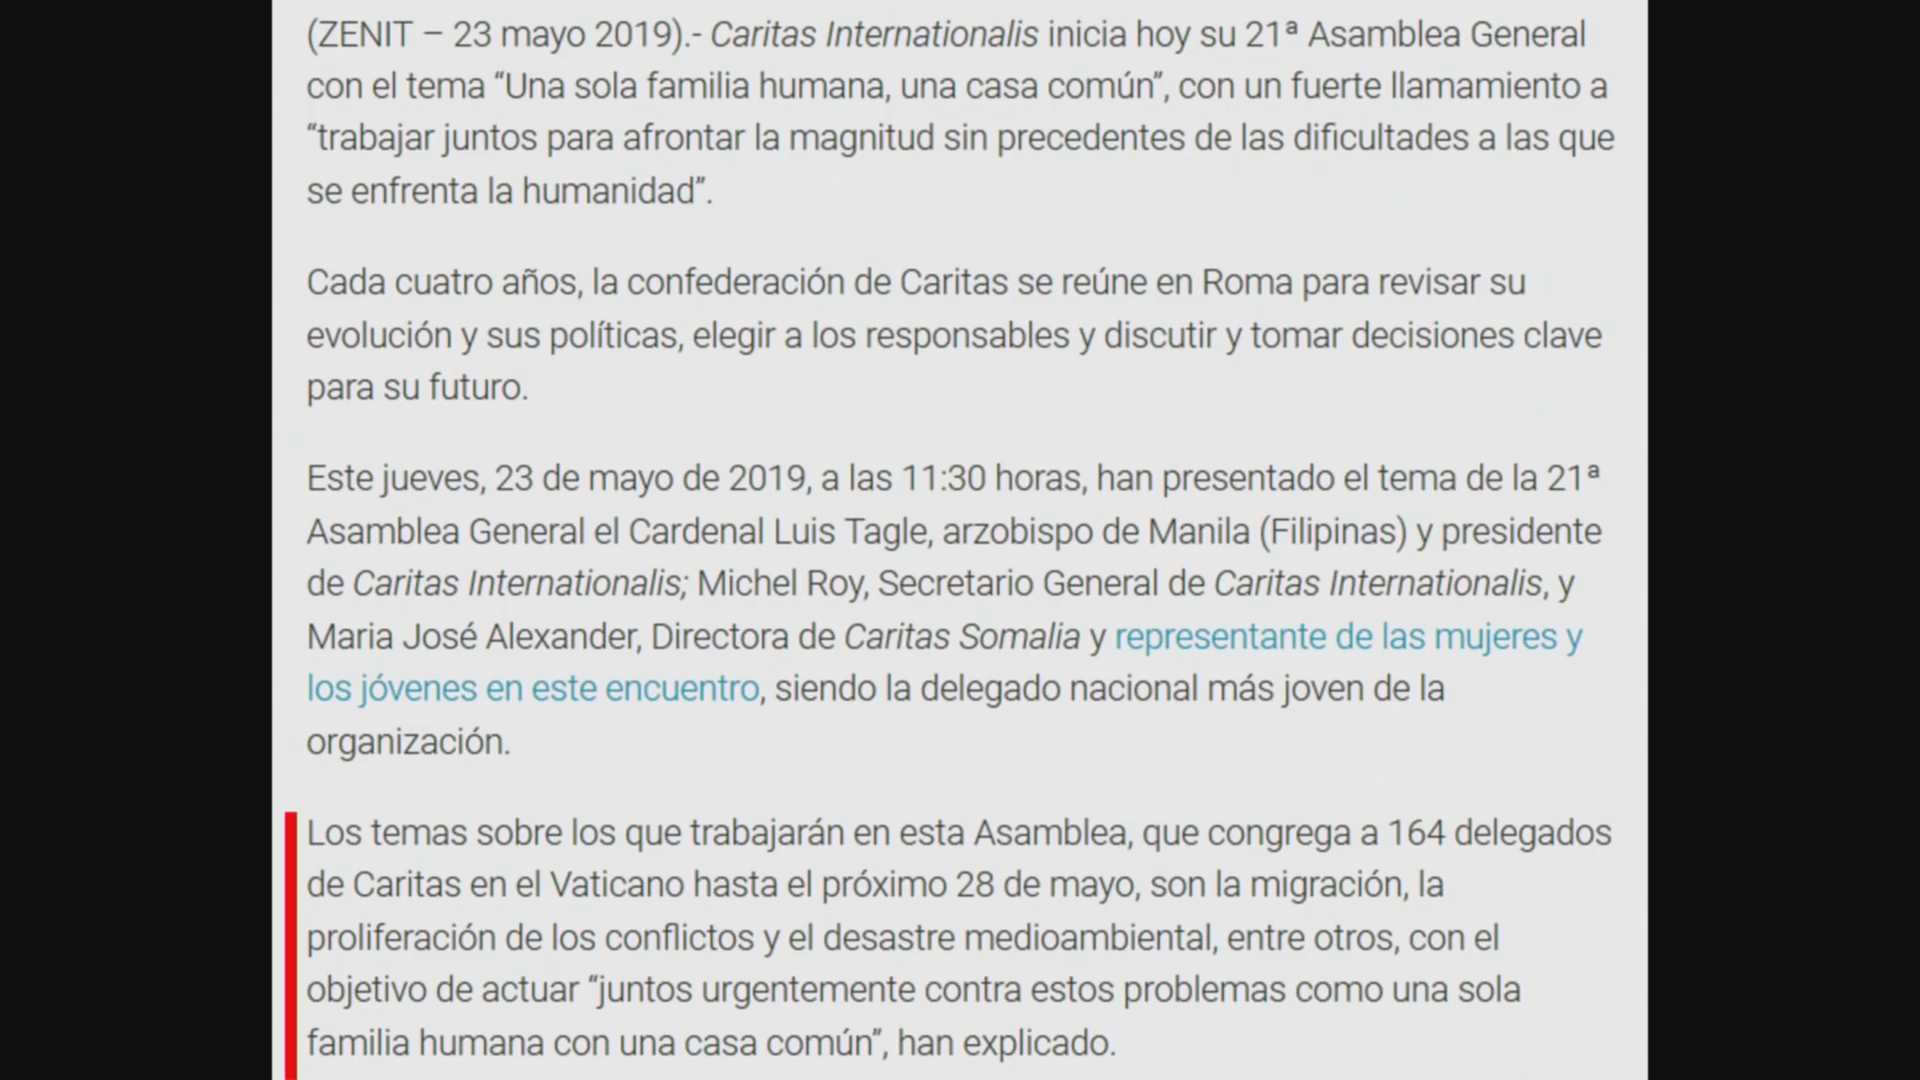 (ZENIT – 23 mayo 2019).- Caritas Internationalis inicia hoy su 21ª Asamblea General
con el tema “Una sola familia humana, una casa común”, con un fuerte llamamiento a
“trabajar juntos para afrontar la magnitud sin precedentes de las dificultades a las que
se enfrenta la humanidad”.
Cada cuatro años, la confederación de Caritas se reúne en Roma para revisar su
evolución y sus políticas, elegir a los responsables y discutir y tomar decisiones clave
para su futuro.
Este jueves, 23 de mayo de 2019, a las 11:30 horas, han presentado el tema de la 21ª
Asamblea General el Cardenal Luis Tagle, arzobispo de Manila (Filipinas) y presidente
de Caritas Internationalis; Michel Roy, Secretario General de Caritas Internationalis, y
Maria José Alexander, Directora de Caritas Somalia y representante de las mujeres y
los jóvenes en este encuentro, siendo la delegado nacional más joven de la
organización.
Los temas sobre los que trabajarán en esta Asamblea, que congrega a 164 delegados
de Caritas en el Vaticano hasta el próximo 28 de mayo, son la migración, la
proliferación de los conflictos y el desastre medioambiental, entre otros, con el
objetivo de actuar “juntos urgentemente contra estos problemas como una sola
familia humana con una casa común”, han explicado.